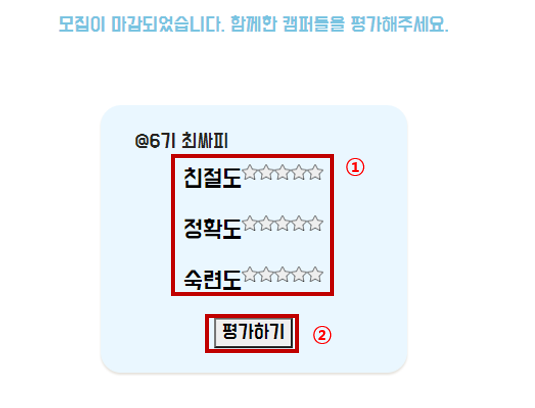 모집이 마감되었습니다. 함께한 캠퍼들을 평가해주세요.
@6기 최싸피
친절도☆☆☆☆☆
①
정확도☆☆☆☆☆
숙련도☆☆☆☆☆
평가하기
②